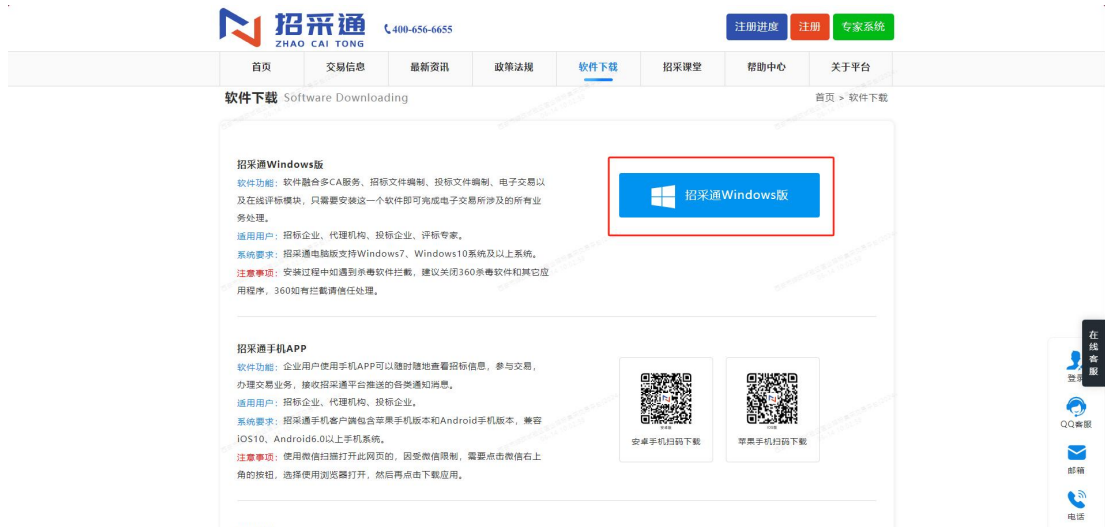 招采通
ZHAO CAI TONG
400-656-6655
注册进度
注册
专家系统
首页
交易信息
最新资讯
政策法规
软件下载
招采课堂
帮助中心
关于平台
软件下载 Software Downloading
首页 > 软件下载
招采通Windows版
软件功能：软件融合多CA服务、招标文件编制、投标文件编制、电子交易以
及在线评标模块，只需要安装这一个软件即可完成电子交易所涉及的所有业
务处理。
适用用户：招标企业、代理机构、投标企业、评标专家。
系统要求：招采通电脑版支持Windows7、Windows10系统及以上系统。
注意事项：安装过程中如遇到杀毒软件拦截，建议关闭360杀毒软件和其它应
用程序，360如有拦截请信任处理。
招采通Windows版
招采通手机APP
软件功能：企业用户使用手机APP可以随时随地查看招标信息，参与交易，
办理交易业务，接收招采通平台推送的各类通知消息。
适用用户：招标企业、代理机构、投标企业。
系统要求：招采通手机客户端包含苹果手机版本和Android手机版本，兼容
iOS10、Android6.0以上手机系统。
注意事项：使用微信扫描打开此网页的，因受微信限制，需要点击微信右上
角的按钮，选择使用浏览器打开，然后再点击下载应用。
安卓手机扫码下载
苹果手机扫码下载
在线客服
登录
QQ客服
邮箱
电话